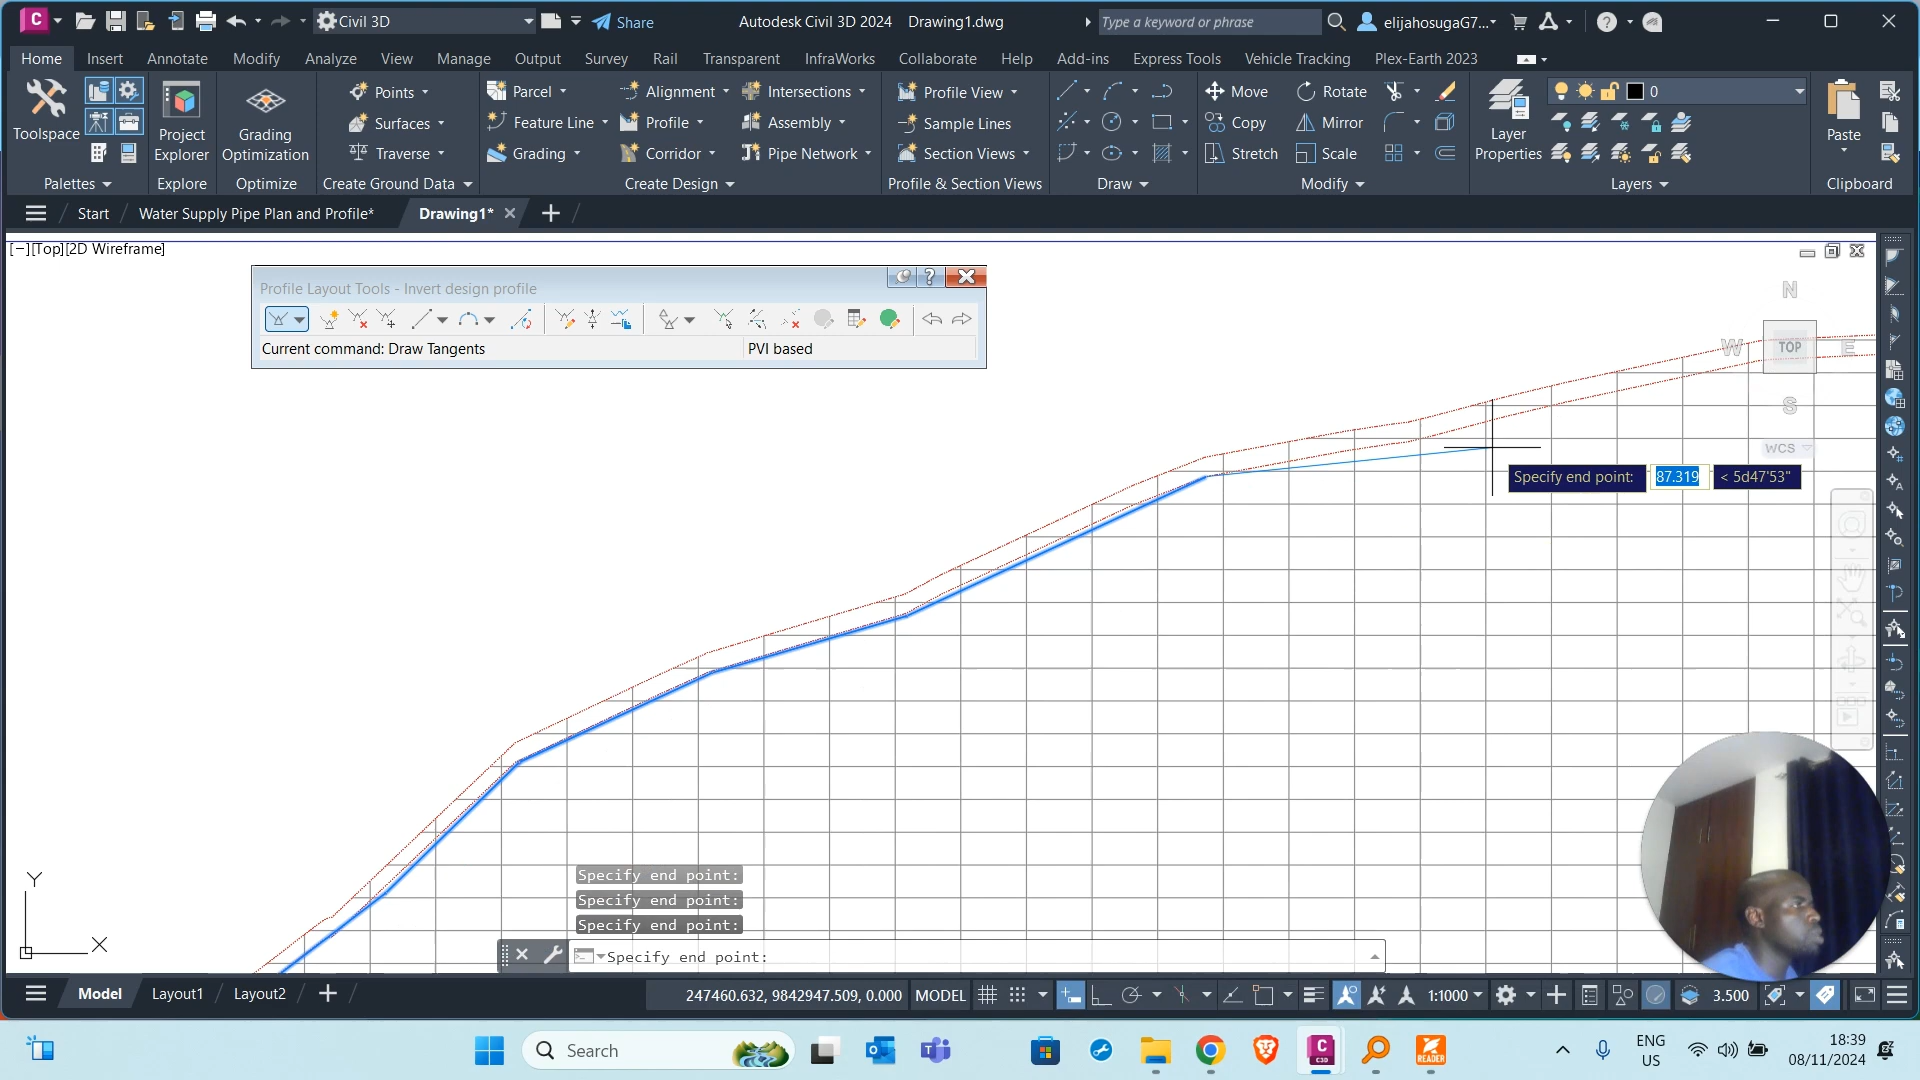 Civil 3D
Share
Autodesk Civil 3D 2024 Drawing1.dwg
Type a keyword or phrase
elijahosugaG7...
Home Insert Annotate Modify Analyze View Manage Output Survey Rail Transparent InfraWorks Collaborate Help Add-ins Express Tools Vehicle Tracking Plex-Earth 2023
Toolspace
Project Explorer
Grading Optimization
Points
Surfaces
Traverse
Parcel
Feature Line
Grading
Alignment
Profile
Corridor
Intersections
Assembly
Pipe Network
Profile View
Sample Lines
Section Views
Move
Copy
Stretch
Rotate
Mirror
Scale
Layer Properties
0
Paste
Palettes Explore Optimize Create Ground Data Create Design Profile & Section Views Draw Modify Layers Clipboard
Start Water Supply Pipe Plan and Profile* Drawing1*
[−][Top][2D Wireframe]
Profile Layout Tools - Invert design profile
Current command: Draw Tangents PVI based
N
W TOP E
S
WCS
Specify end point: 87.319 < 5d47'53"
Y
X
Specify end point:
Specify end point:
Specify end point:
Specify end point:
Model Layout1 Layout2
247460.632, 9842947.509, 0.000 MODEL 1:1000 3.500
Search
ENG
US
18:39
08/11/2024